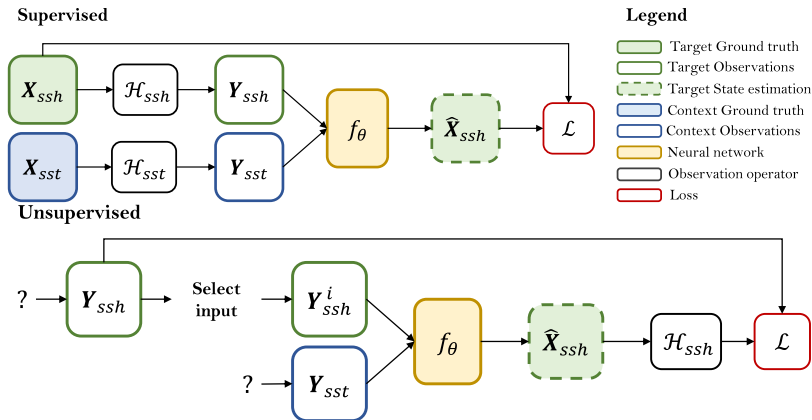 Supervised
Legend
X_ssh
H_ssh
Y_ssh
X_sst
H_sst
Y_sst
f_θ
X̂_ssh
ℒ
Target Ground truth
Target Observations
Target State estimation
Context Ground truth
Context Observations
Neural network
Observation operator
Loss
Unsupervised
?
Y_ssh
Select
input
Y^i_ssh
?
Y_sst
f_θ
X̂_ssh
H_ssh
ℒ